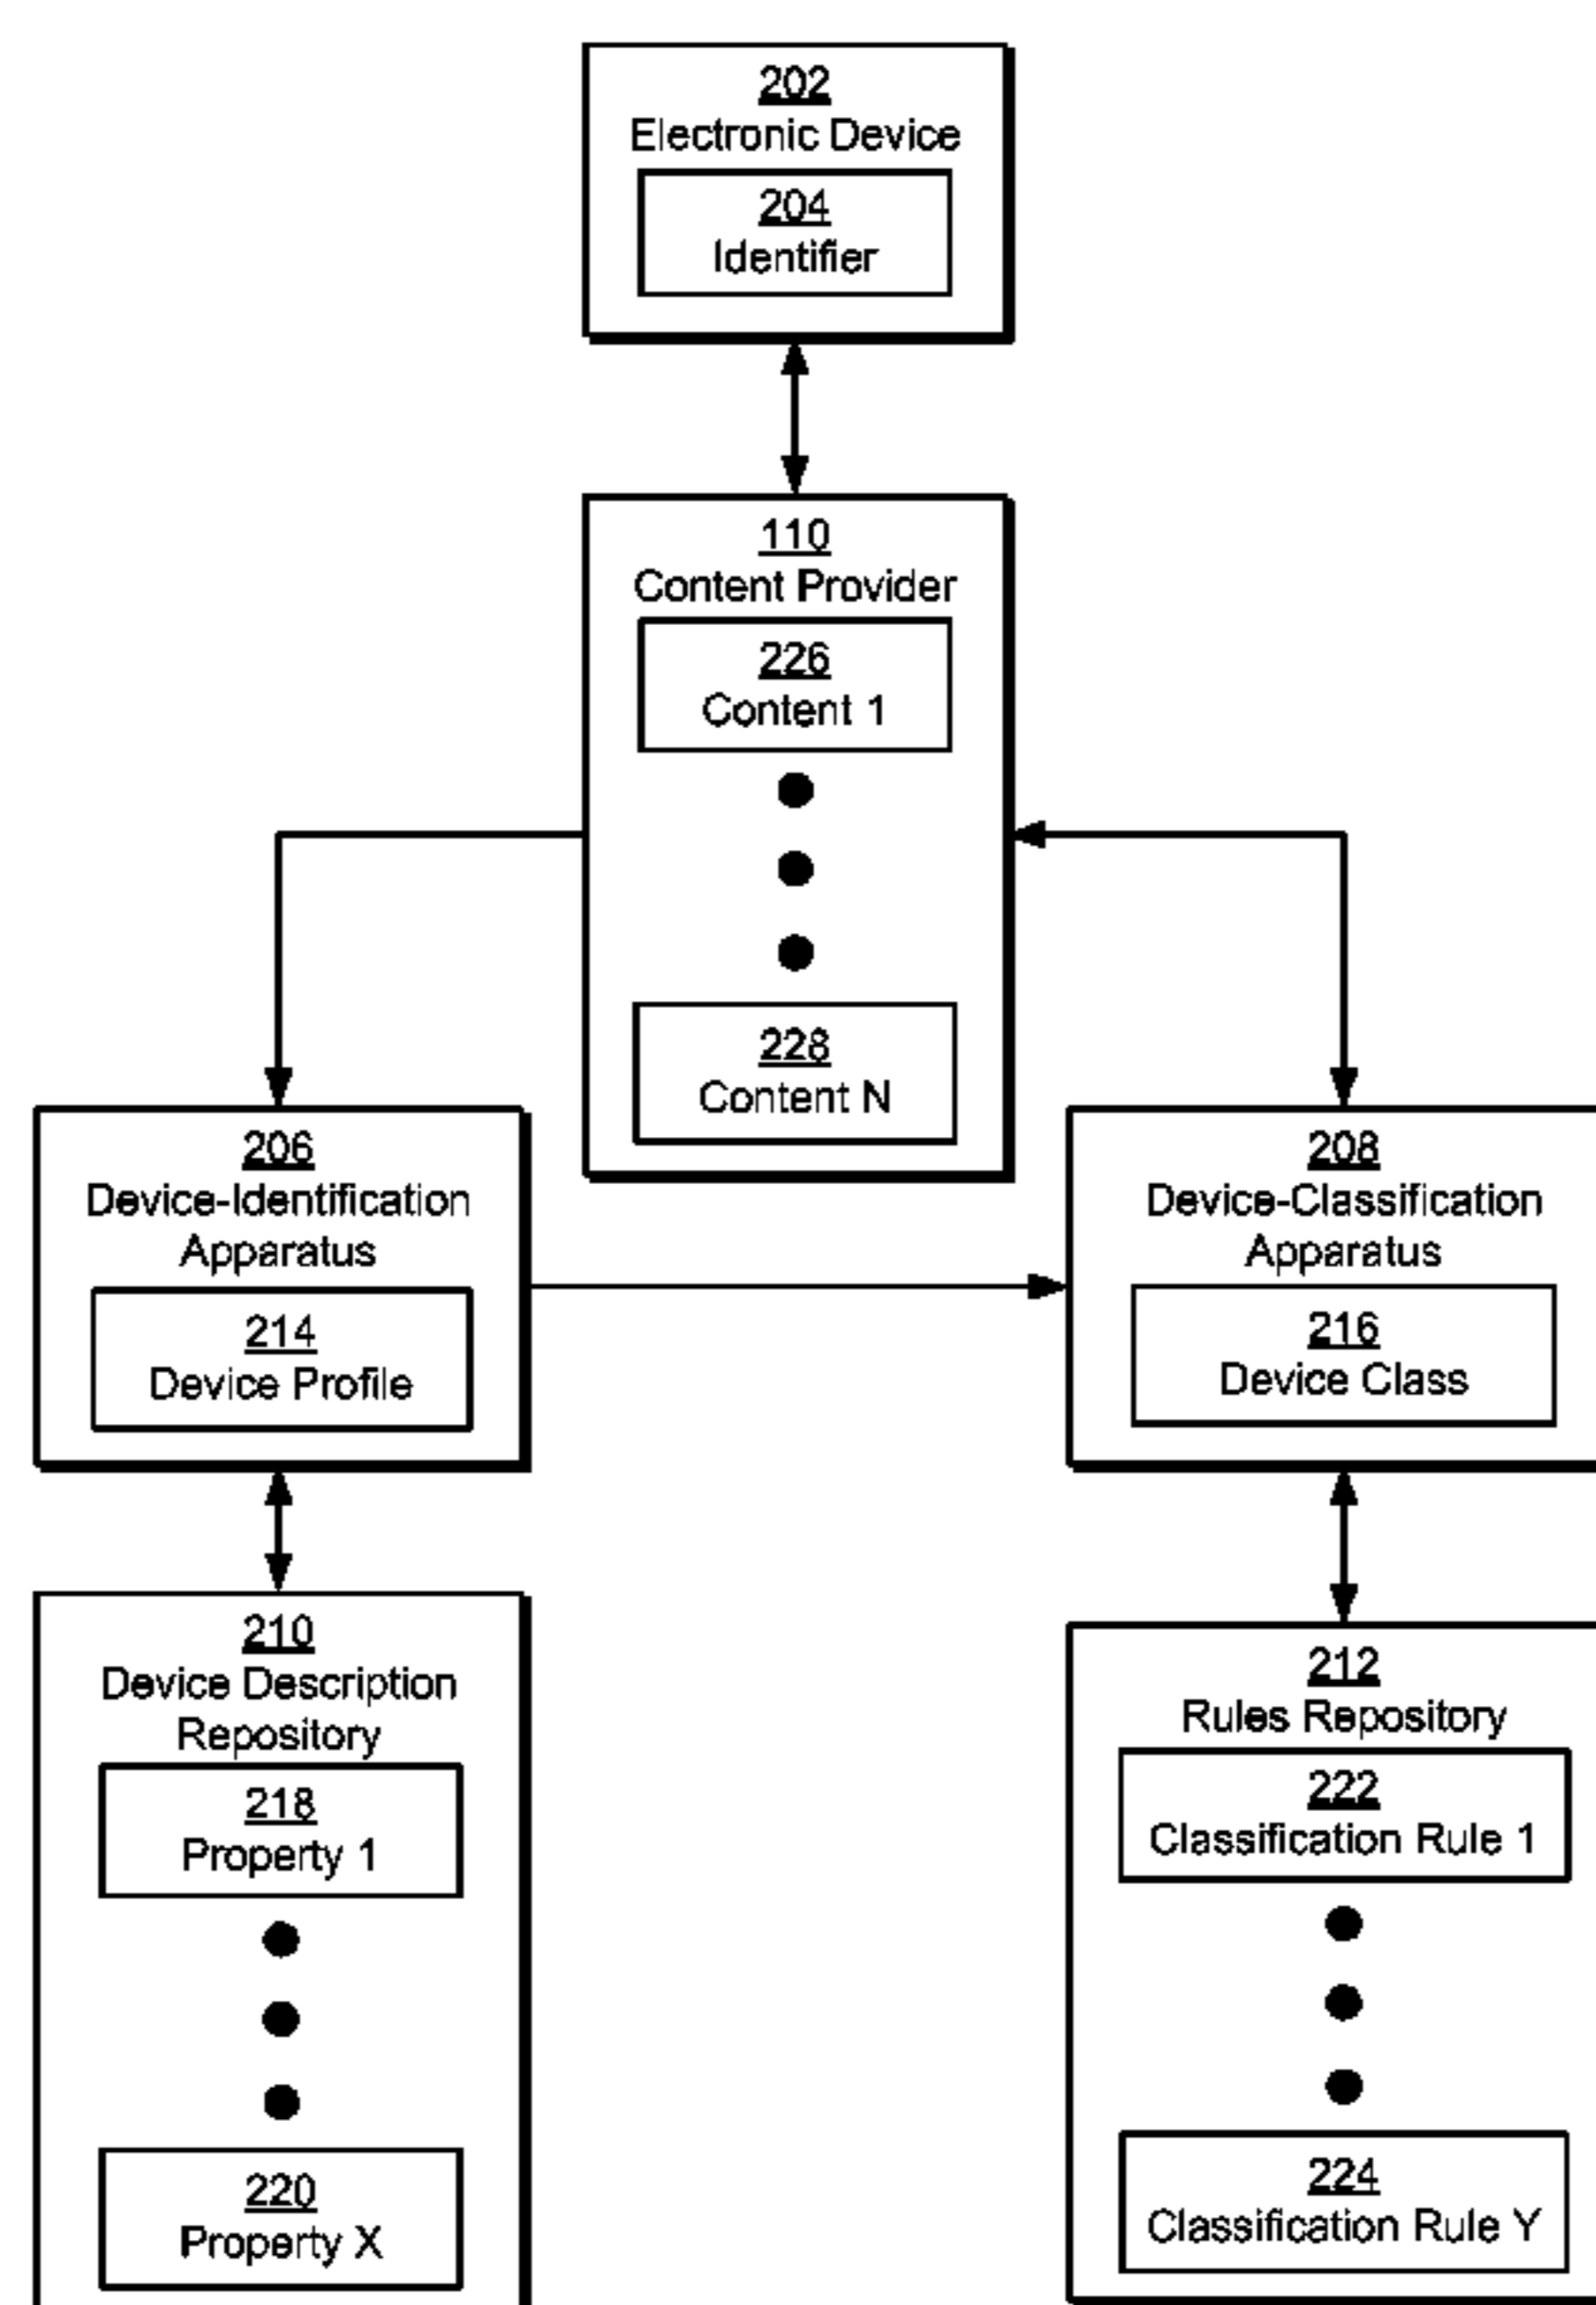 202
Electronic Device
204
Identifier
110
Content Provider
226
Content 1
228
Content N
206
Device-Identification
Apparatus
214
Device Profile
208
Device-Classification
Apparatus
216
Device Class
210
Device Description
Repository
218
Property 1
220
Property X
212
Rules Repository
222
Classification Rule 1
224
Classification Rule Y